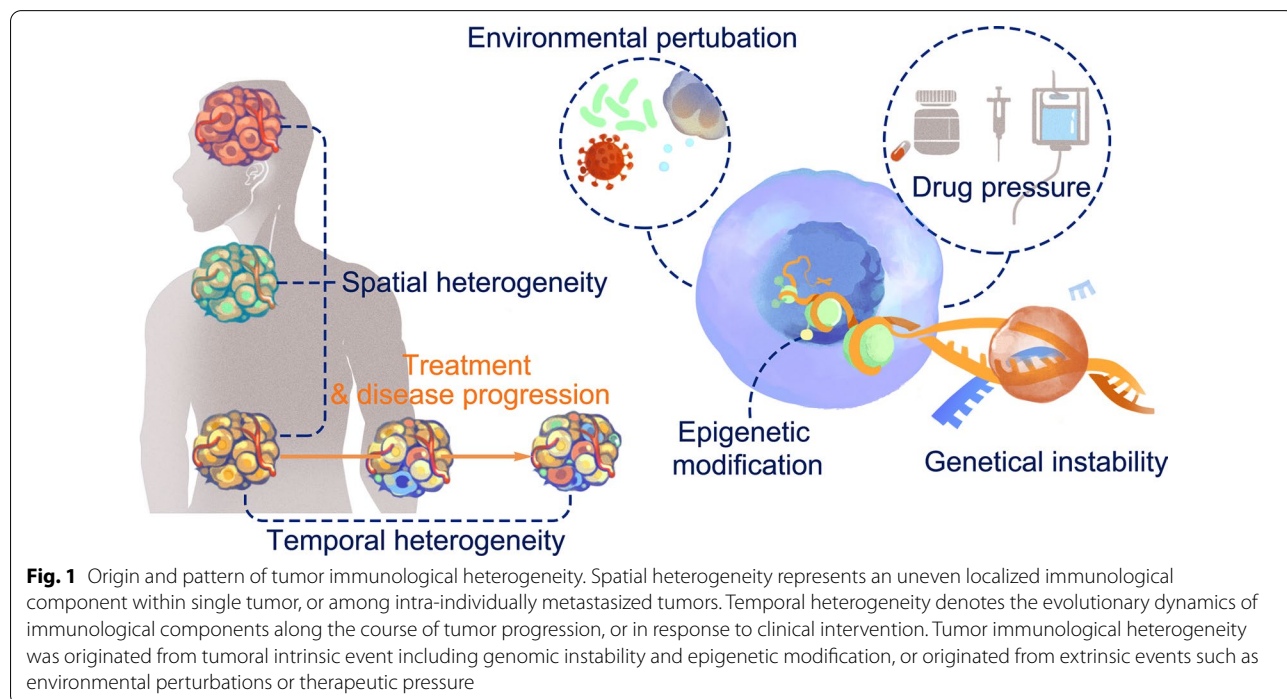 Environmental pertubation
Drug pressure
Spatial heterogeneity
Treatment
& disease progression
Epigenetic
modification
Genetical instability
E
Temporal heterogeneity
Fig. 1 Origin and pattern of tumor immunological heterogeneity. Spatial heterogeneity represents an uneven localized immunological
component within single tumor, or among intra-individually metastasized tumors. Temporal heterogeneity denotes the evolutionary dynamics of
immunological components along the course of tumor progression, or in response to clinical intervention. Tumor immunological heterogeneity
was originated from tumoral intrinsic event including genomic instability and epigenetic modification, or originated from extrinsic events such as
environmental perturbations or therapeutic pressure